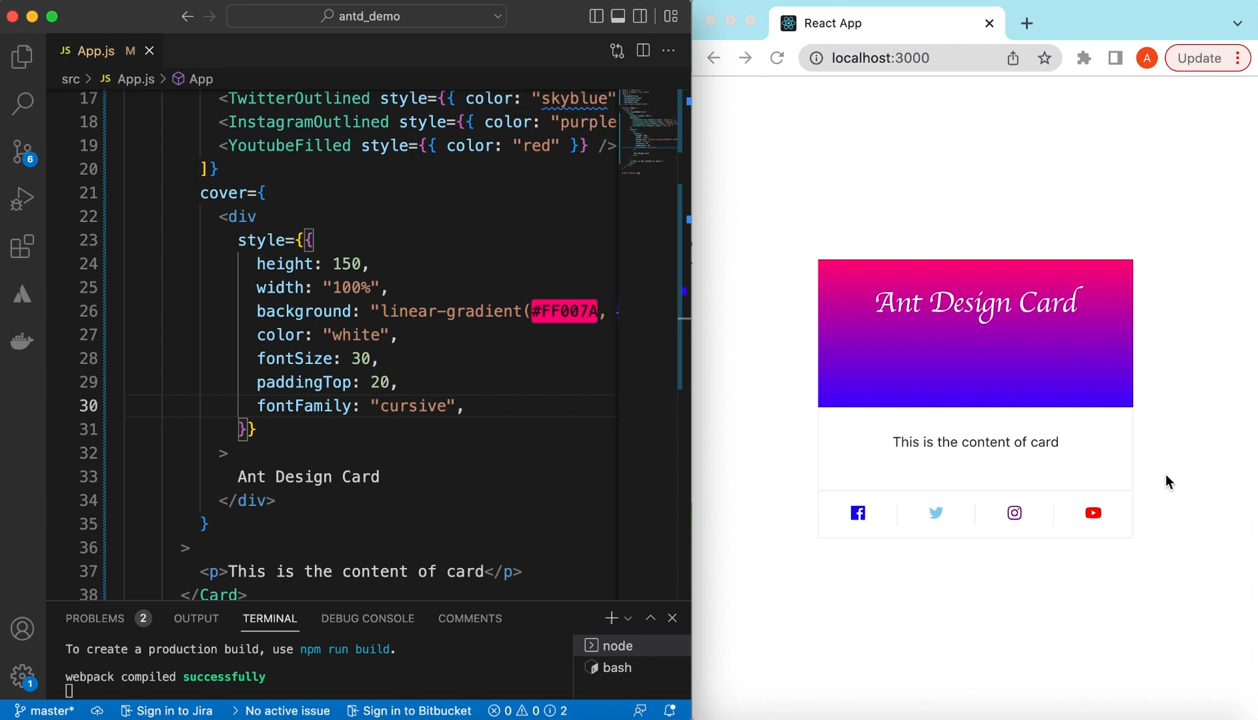 antd_demo
App.js M
src > App.js > App
17 <TwitterOutlined style={{ color: "skyblue"
18 <InstagramOutlined style={{ color: "purple
19 <YoutubeFilled style={{ color: "red" }} />
20 ]}
21 cover={
22 <div
23 style={{
24 height: 150,
25 width: "100%",
26 background: "linear-gradient(#FF007A,
27 color: "white",
28 fontSize: 30,
29 paddingTop: 20,
30 fontFamily: "cursive",
31 }}
32 >
33 Ant Design Card
34 </div>
35 }
36 >
37 <p>This is the content of card</p>
38 </Card>
PROBLEMS 2 OUTPUT TERMINAL DEBUG CONSOLE COMMENTS
To create a production build, use npm run build.
webpack compiled successfully
node
bash
6
1
master* Sign in to Jira No active issue Sign in to Bitbucket 0 0 2
React App
localhost:3000
A
Update
Ant Design Card
This is the content of card